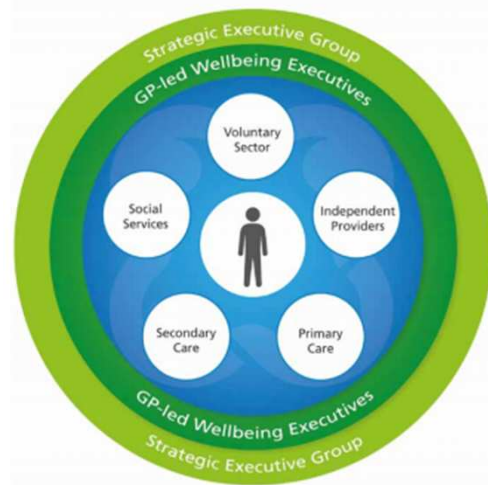 Strategic Executive Group
GP-led Wellbeing Executives
Voluntary
Sector
Social
Services
Independent
Providers
Secondary
Care
Primary
Care
GP-led Wellbeing Executives
Strategic Executive Group